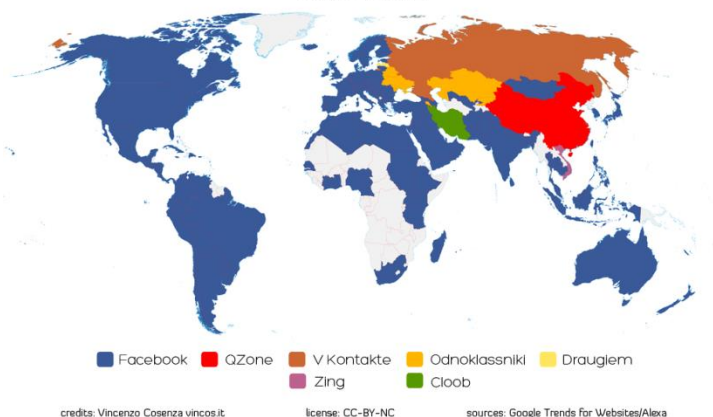 Facebook QZone V Kontakte Odnoklassniki Draugiem
Zing Cloob
credits: Vincenzo Cosenza vincos.it license: CC-BY-NC sources: Google Trends for Websites/Alexa